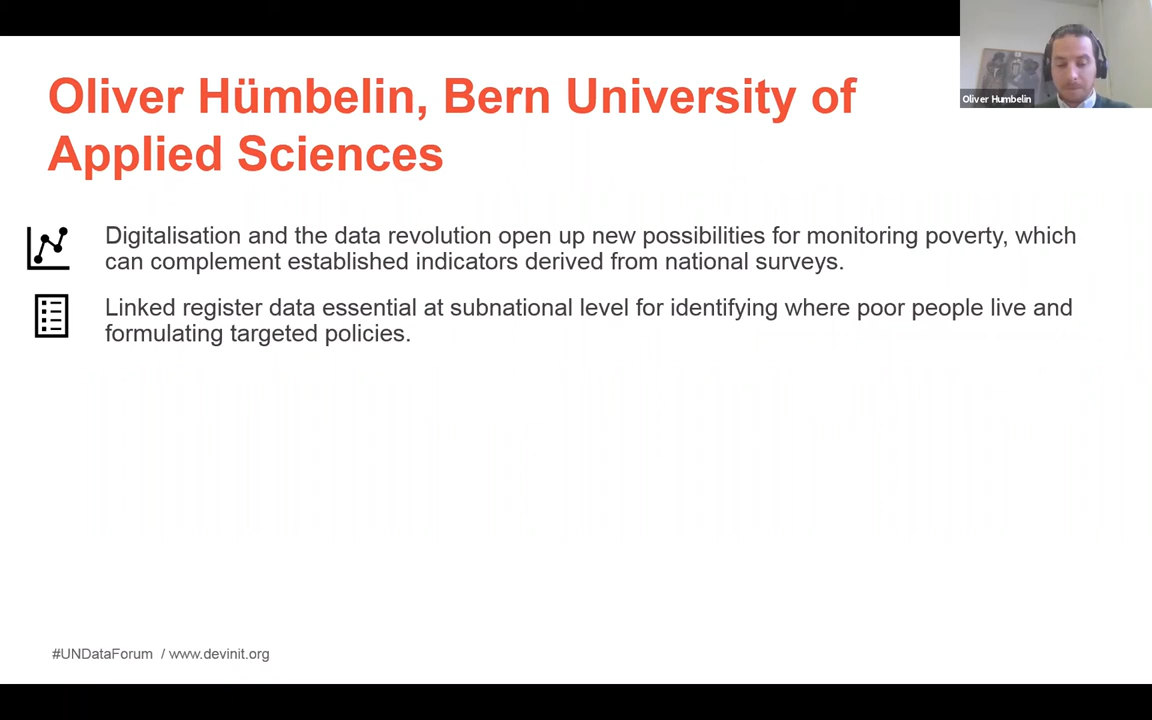 Oliver Hümbelin, Bern University of
Applied Sciences
Oliver Humbelin
Digitalisation and the data revolution open up new possibilities for monitoring poverty, which
can complement established indicators derived from national surveys.
Linked register data essential at subnational level for identifying where poor people live and
formulating targeted policies.
#UNDataForum / www.devinit.org